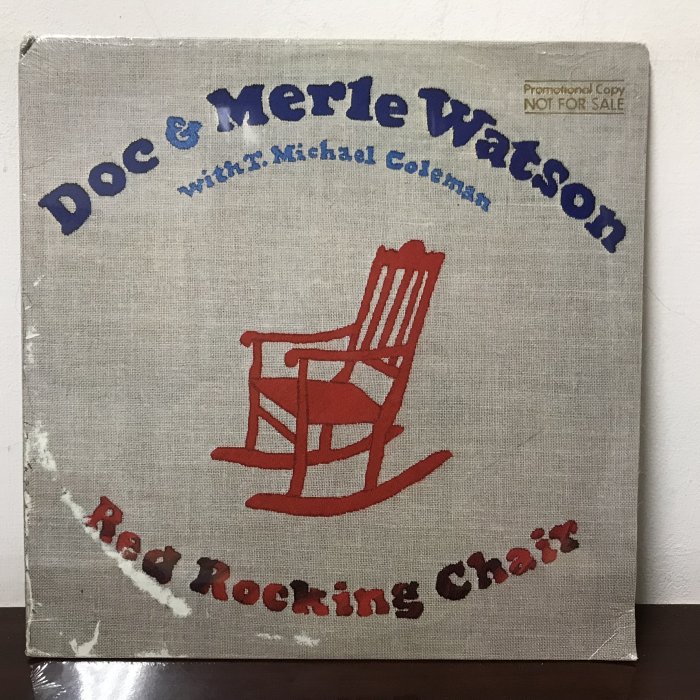 Promotional Copy
NOT FOR SALE
Doc & Merle Watson
with T. Michael Coleman
Red Rocking Chair